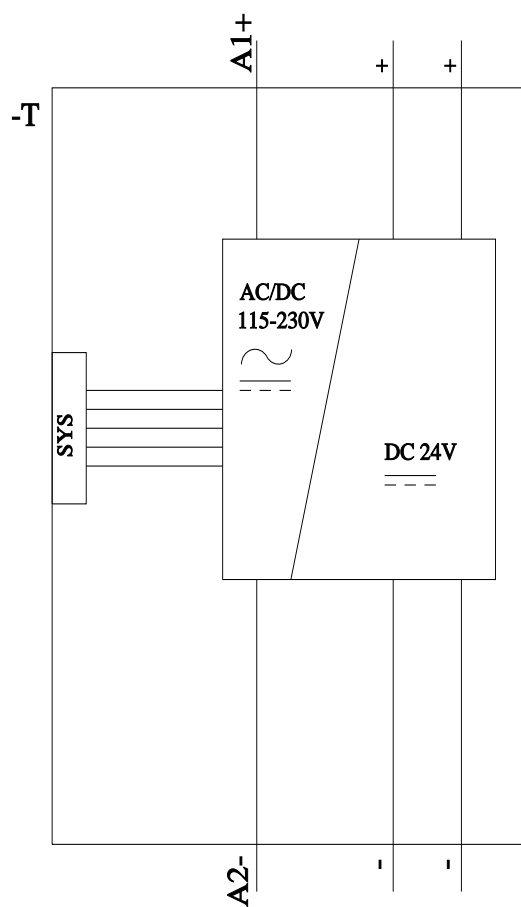 A1+
+
+
-T
AC/DC
115-230V
SYS
DC 24V
A2-
-
-